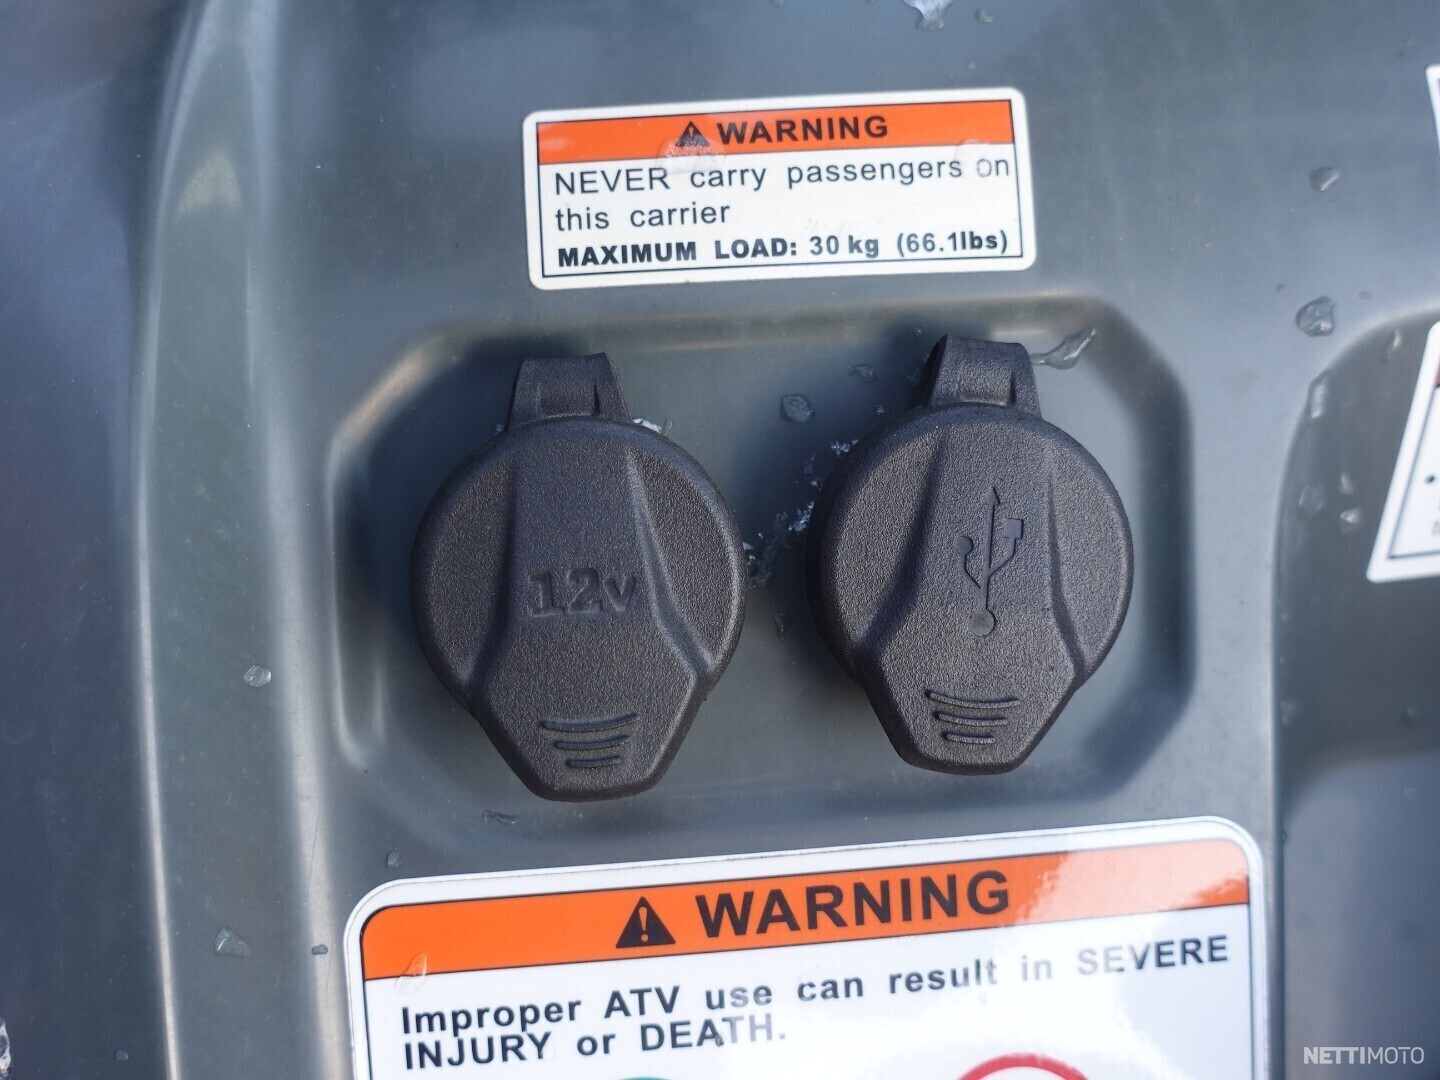 WARNING
NEVER carry passengers on
this carrier
MAXIMUM LOAD: 30 kg (66.1lbs)
12v
WARNING
Improper ATV use can result in SEVERE
INJURY or DEATH.
NETTIMOTO